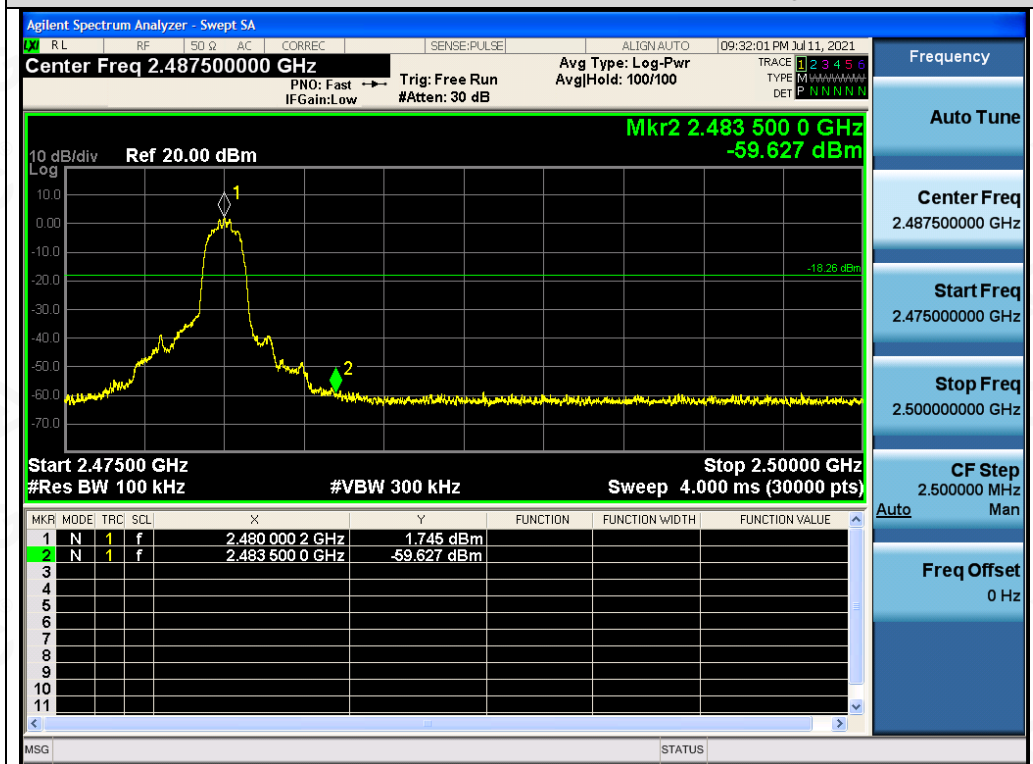 Agilent Spectrum Analyzer - Swept SA
LXI RL RF 50 Ω AC CORREC SENSE:PULSE ALIGN AUTO 09:32:01 PM Jul 11, 2021
Center Freq 2.487500000 GHz
PNO: Fast
IFGain:Low
Trig: Free Run
#Atten: 30 dB
Avg Type: Log-Pwr
Avg|Hold: 100/100
TRACE 1 2 3 4 5 6
TYPE M WWWWW
DET P N N N N N
Mkr2 2.483 500 0 GHz
-59.627 dBm
10 dB/div Ref 20.00 dBm
Log
10.0
0.00
-10.0
-20.0
-30.0
-40.0
-50.0
-60.0
-70.0
1
-18.26 dBm
2
Start 2.47500 GHz Stop 2.50000 GHz
#Res BW 100 kHz #VBW 300 kHz Sweep 4.000 ms (30000 pts)
MKR MODE TRC SCL X Y FUNCTION FUNCTION WIDTH FUNCTION VALUE
1 N 1 f 2.480 000 2 GHz 1.745 dBm
2 N 1 f 2.483 500 0 GHz -59.627 dBm
3
4
5
6
7
8
9
10
11
MSG STATUS
Frequency
Auto Tune
Center Freq
2.487500000 GHz
Start Freq
2.475000000 GHz
Stop Freq
2.500000000 GHz
CF Step
2.500000 MHz
Auto Man
Freq Offset
0 Hz